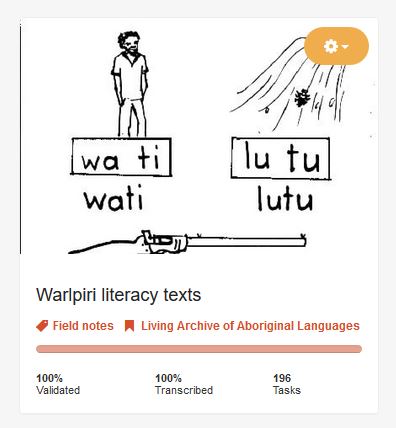 wa ti
lu tu
wati
lutu
Warlpiri literacy texts
Field notes Living Archive of Aboriginal Languages
100% 100% 196
Validated Transcribed Tasks